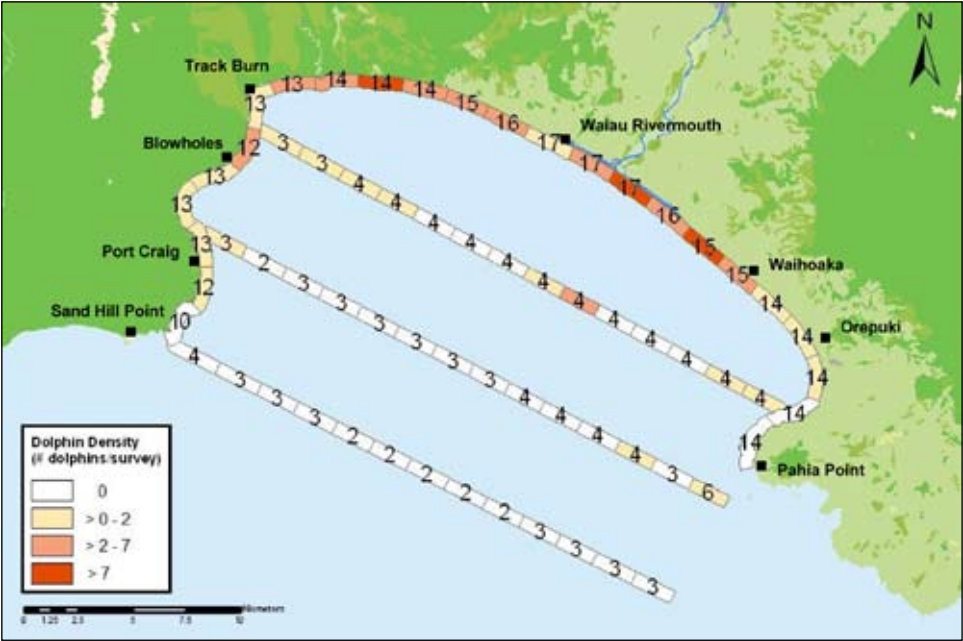 N
Track Burn
13 13 14 14 14 15 16 17 17 17 16 15 15 14 14 14 14 14
Waiau Rivermouth
Blowholes
12
13
13
Port Craig
13
12
Sand Hill Point
10
3 3 4 4 4 4 4 4 4 4 4 4 4 4
3 2 3 3 3 3 3 3 4 4 4 4 3 6
4 3 3 3 2 2 2 2 2 3 3 3 3
Waihoaka
Orepuki
Pahia Point
Dolphin Density
(# dolphins/survey)
0
> 0 - 2
> 2 - 7
> 7
Kilometers
0 1.25 2.5 5 7.5 10